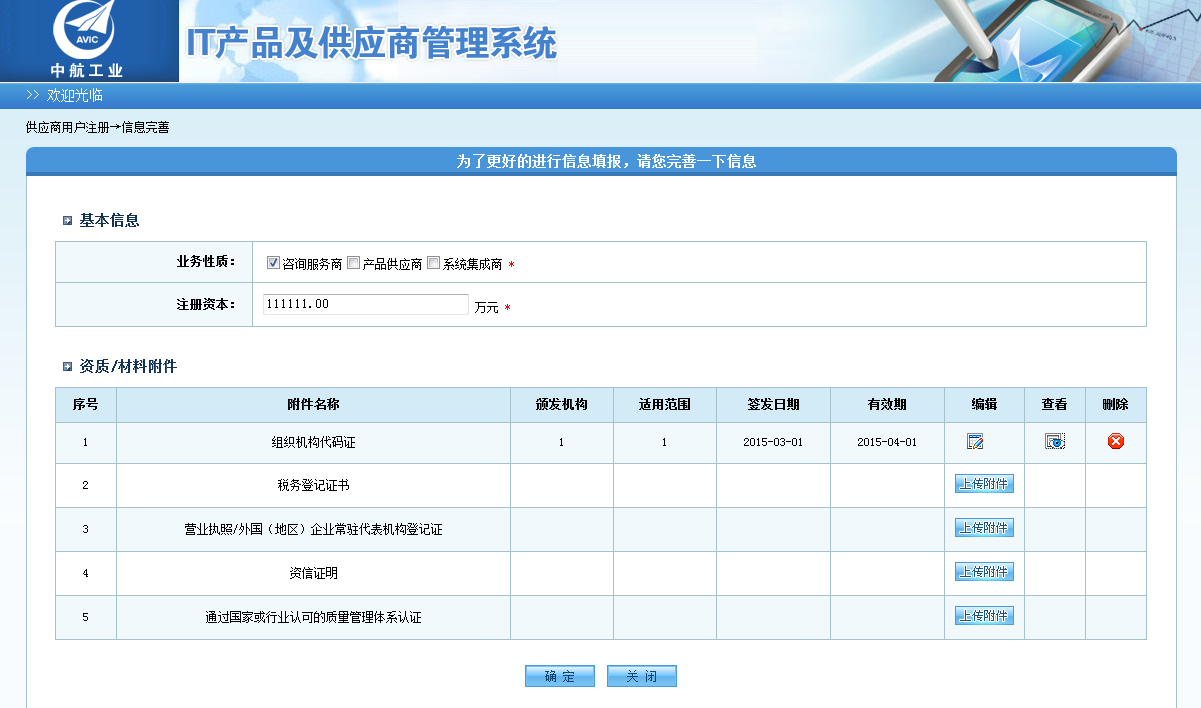 AVIC
中航工业
IT产品及供应商管理系统
>> 欢迎光临
供应商用户注册→信息完善
为了更好的进行信息填报，请您完善一下信息
基本信息
业务性质： 咨询服务商 产品供应商 系统集成商 *
注册资本： 111111.00 万元 *
资质/材料附件
序号 附件名称 颁发机构 适用范围 签发日期 有效期 编辑 查看 删除
1 组织机构代码证 1 1 2015-03-01 2015-04-01
2 税务登记证书 上传附件
3 营业执照/外国（地区）企业常驻代表机构登记证 上传附件
4 资信证明 上传附件
5 通过国家或行业认可的质量管理体系认证 上传附件
确 定 关 闭